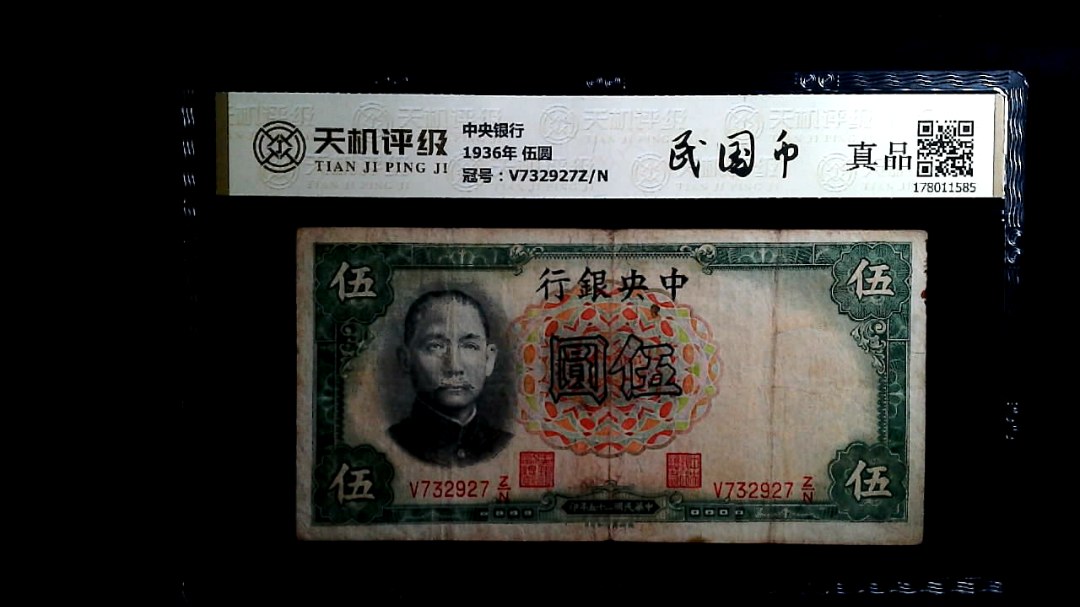 天机评级
TIAN JI PING JI
中央银行
1936年 伍圆
冠号：V732927Z/N
民国币
真品
178011585
伍
行銀央中
伍
圓伍
伍
V732927 Z/N
V732927 Z/N
伍